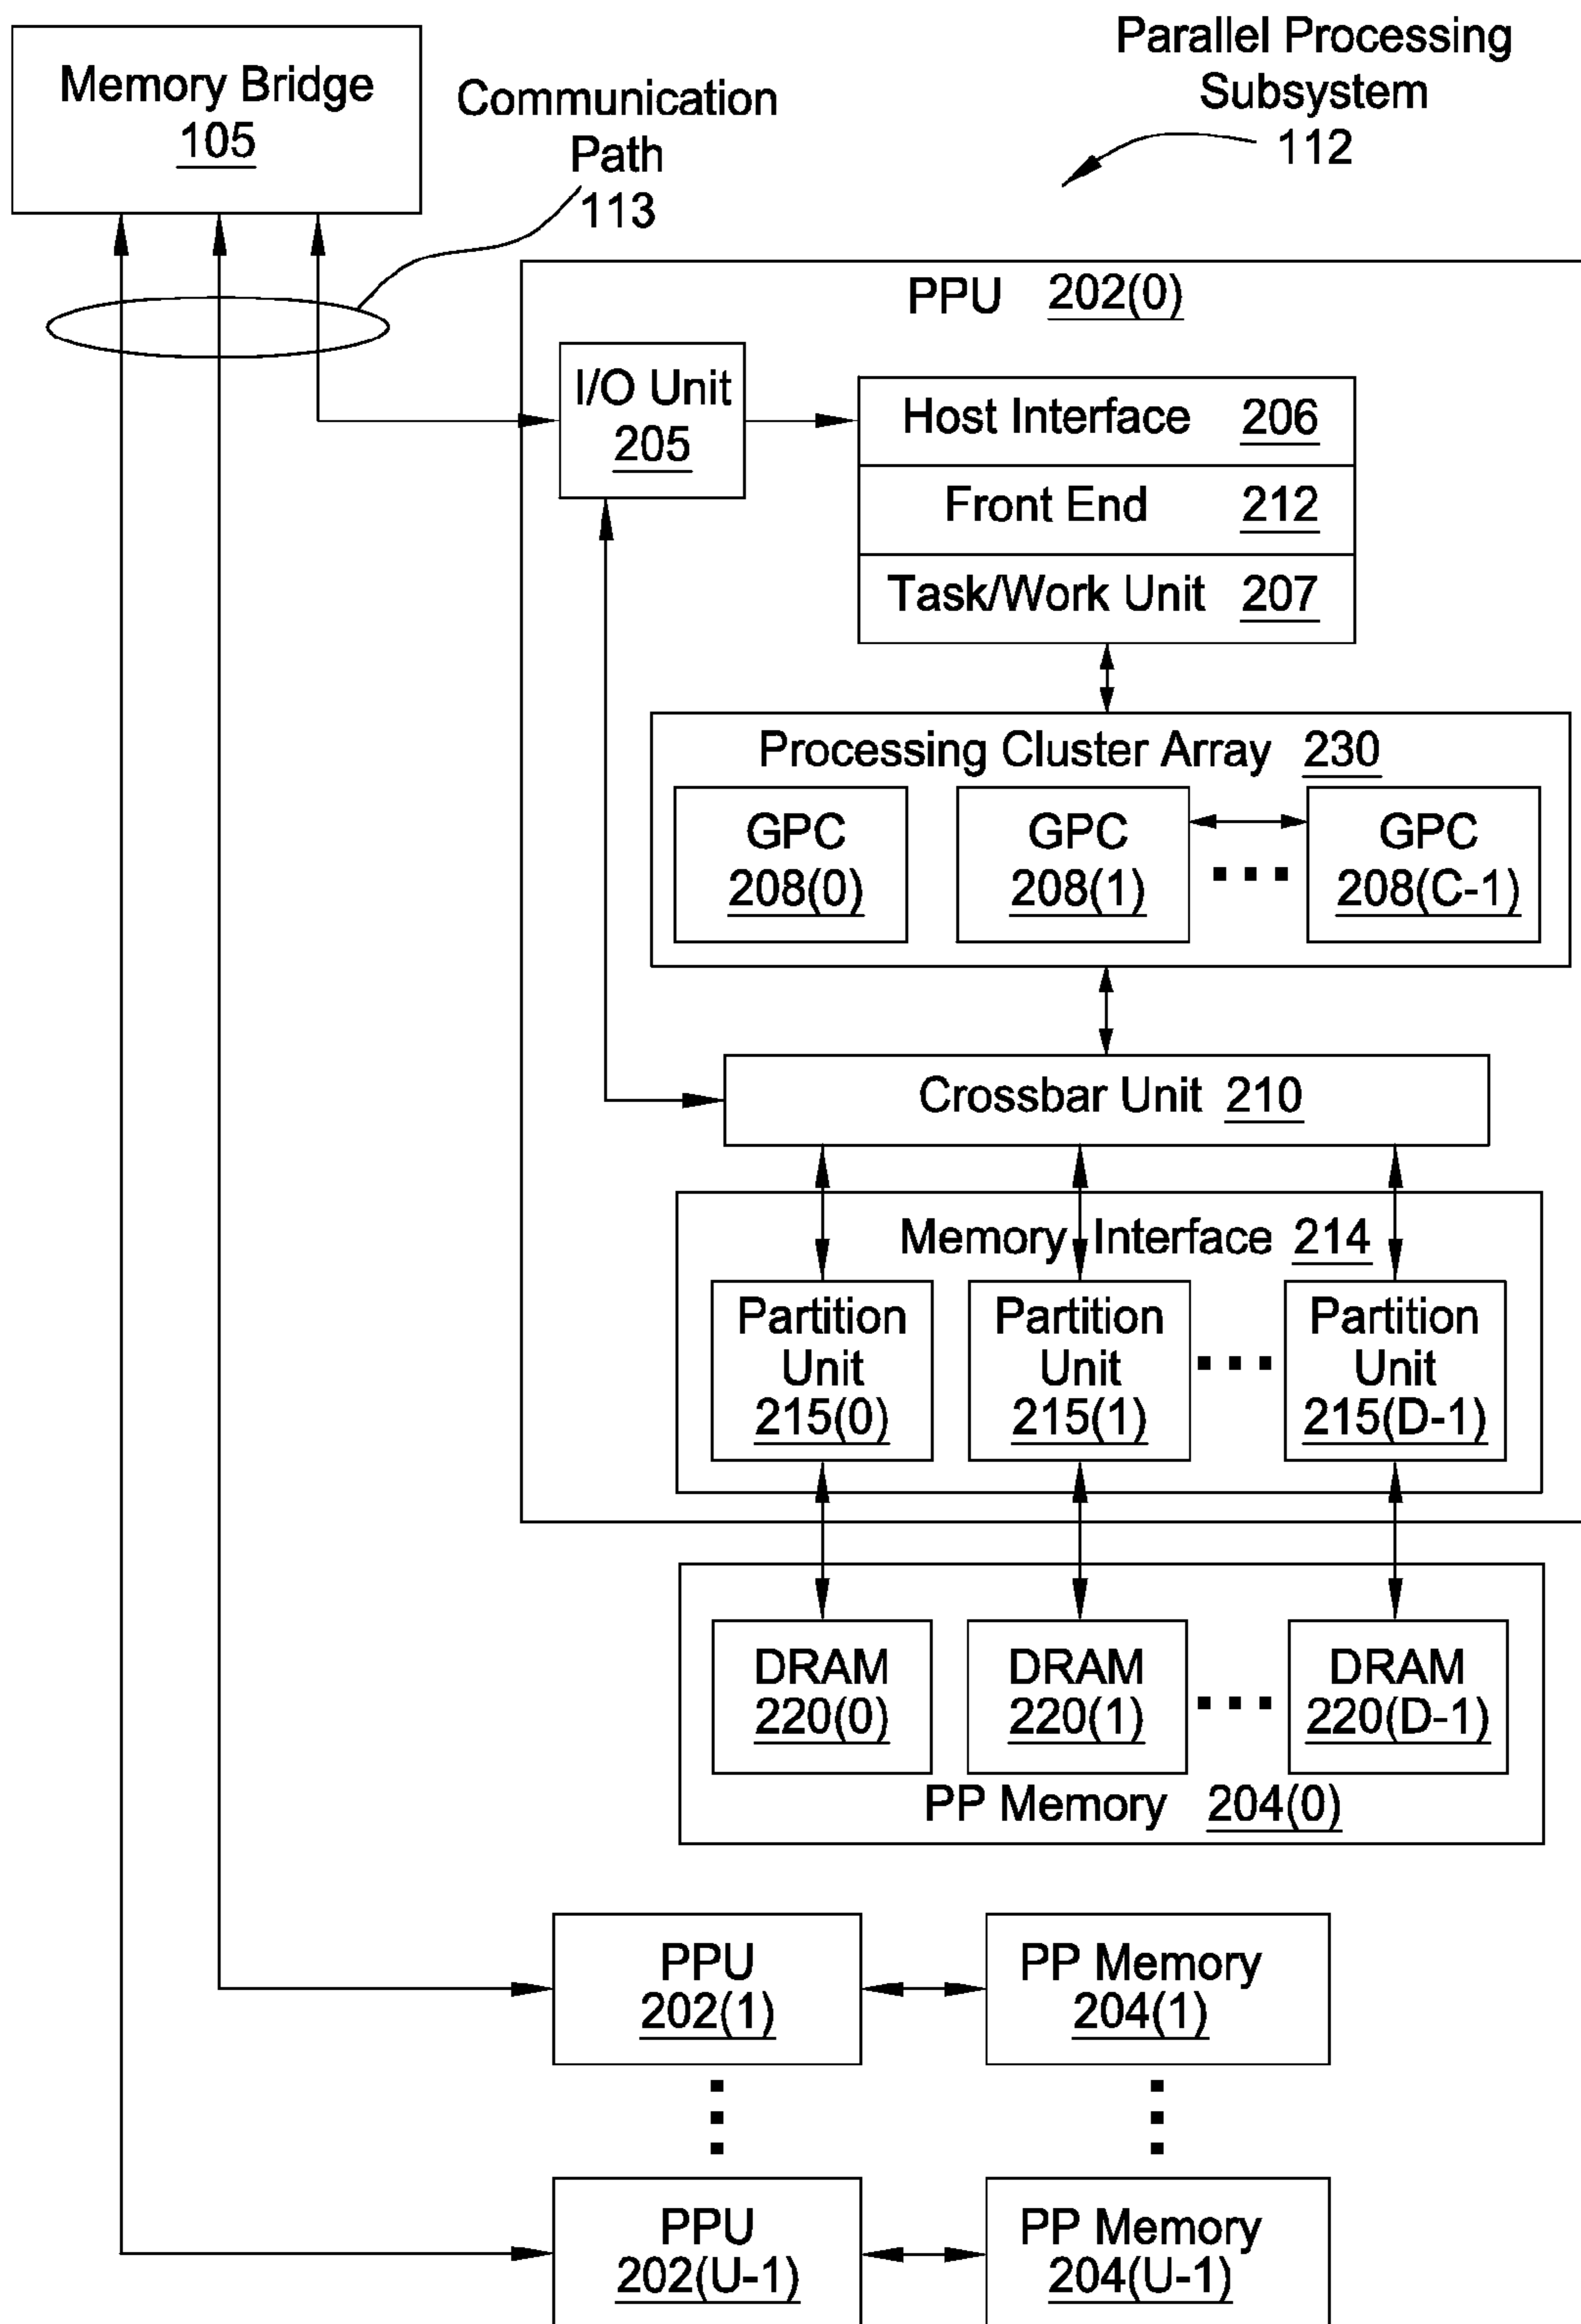 Memory Bridge
105
Communication
Path
113
Parallel Processing
Subsystem
112
PPU 202(0)
I/O Unit
205
Host Interface 206
Front End 212
Task/Work Unit 207
Processing Cluster Array 230
GPC
208(0)
GPC
208(1)
...
GPC
208(C-1)
Crossbar Unit 210
Memory Interface 214
Partition
Unit
215(0)
Partition
Unit
215(1)
...
Partition
Unit
215(D-1)
DRAM
220(0)
DRAM
220(1)
...
DRAM
220(D-1)
PP Memory 204(0)
PPU
202(1)
PP Memory
204(1)
PPU
202(U-1)
PP Memory
204(U-1)